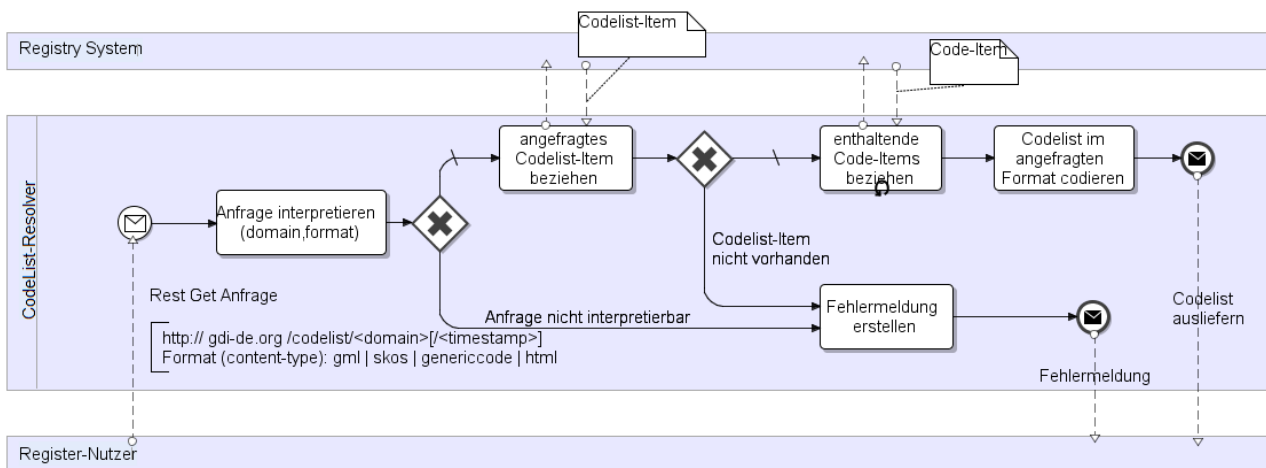 Codelist-Item
Registry System
Code-Item
CodeList-Resolver
angefragtes
Codelist-Item
beziehen
enthaltende
Code-Items
beziehen
Codelist im
angefragten
Format codieren
Anfrage interpretieren
(domain,format)
Codelist-Item
nicht vorhanden
Rest Get Anfrage
http:// gdi-de.org /codelist/<domain>[/<timestamp>]
Format (content-type): gml | skos | genericcode | html
Anfrage nicht interpretierbar
Fehlermeldung
erstellen
Codelist
ausliefern
Fehlermeldung
Register-Nutzer